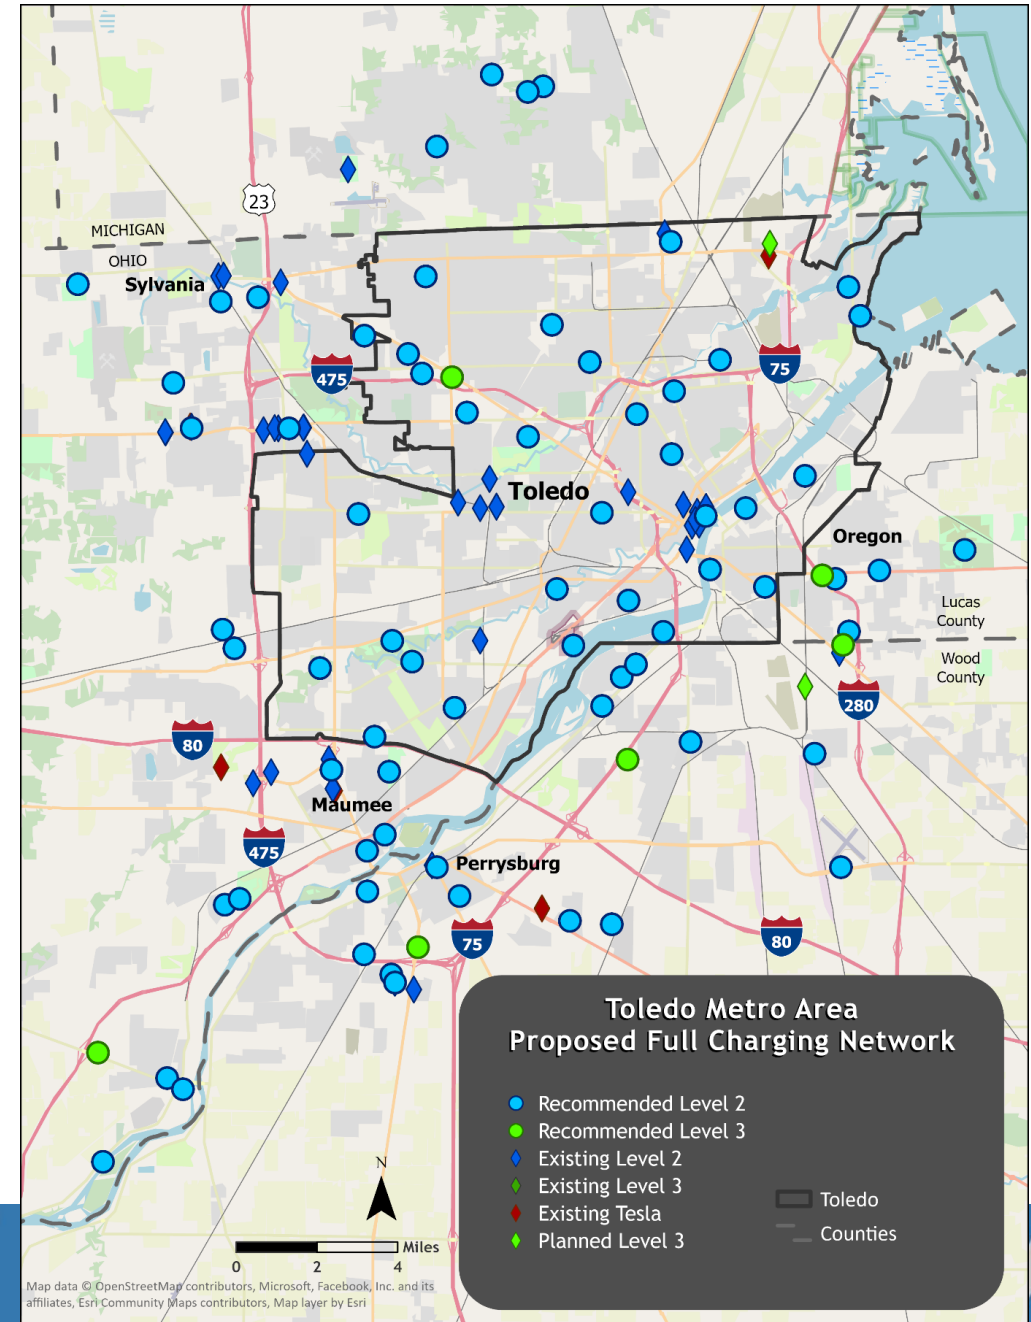 23
MICHIGAN
OHIO
Sylvania
475
75
Toledo
Oregon
Lucas
County
Wood
County
280
80
Maumee
475
Perrysburg
75
80
Toledo Metro Area
Proposed Full Charging Network
Recommended Level 2
Recommended Level 3
Existing Level 2
Existing Level 3
Existing Tesla
Planned Level 3
Toledo
Counties
N
Miles
0 2 4
Map data © OpenStreetMap contributors, Microsoft, Facebook, Inc. and its
affiliates, Esri Community Maps contributors, Map layer by Esri